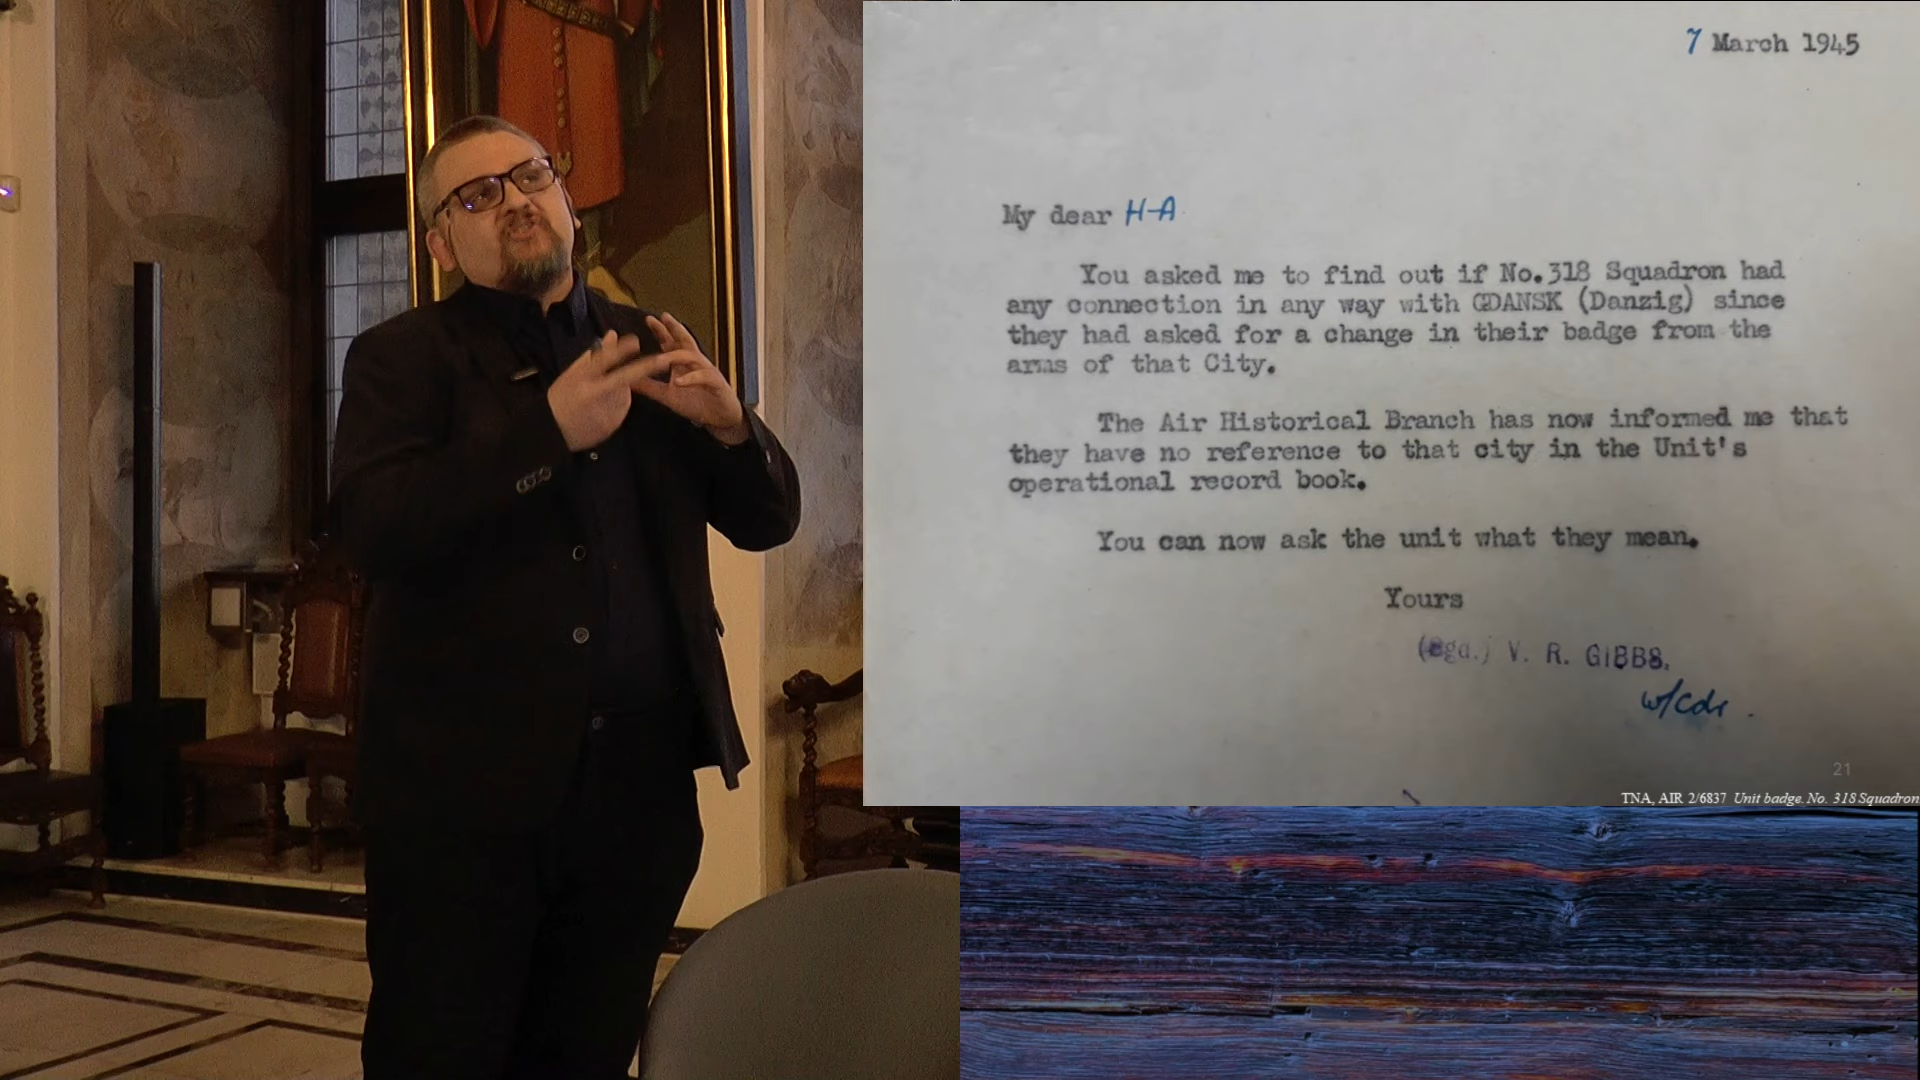 7 March 1945
My dear H-A
You asked me to find out if No.318 Squadron had
any connection in any way with GDANSK (Danzig) since
they had asked for a change in their badge from the
arms of that City.
The Air Historical Branch has now informed me that
they have no reference to that city in the Unit's
operational record book.
You can now ask the unit what they mean.
Yours
(sgd.) V. R. GIBBS.
w/Cdr.
21
TNA, AIR 2/6837 Unit badge. No. 318 Squadron